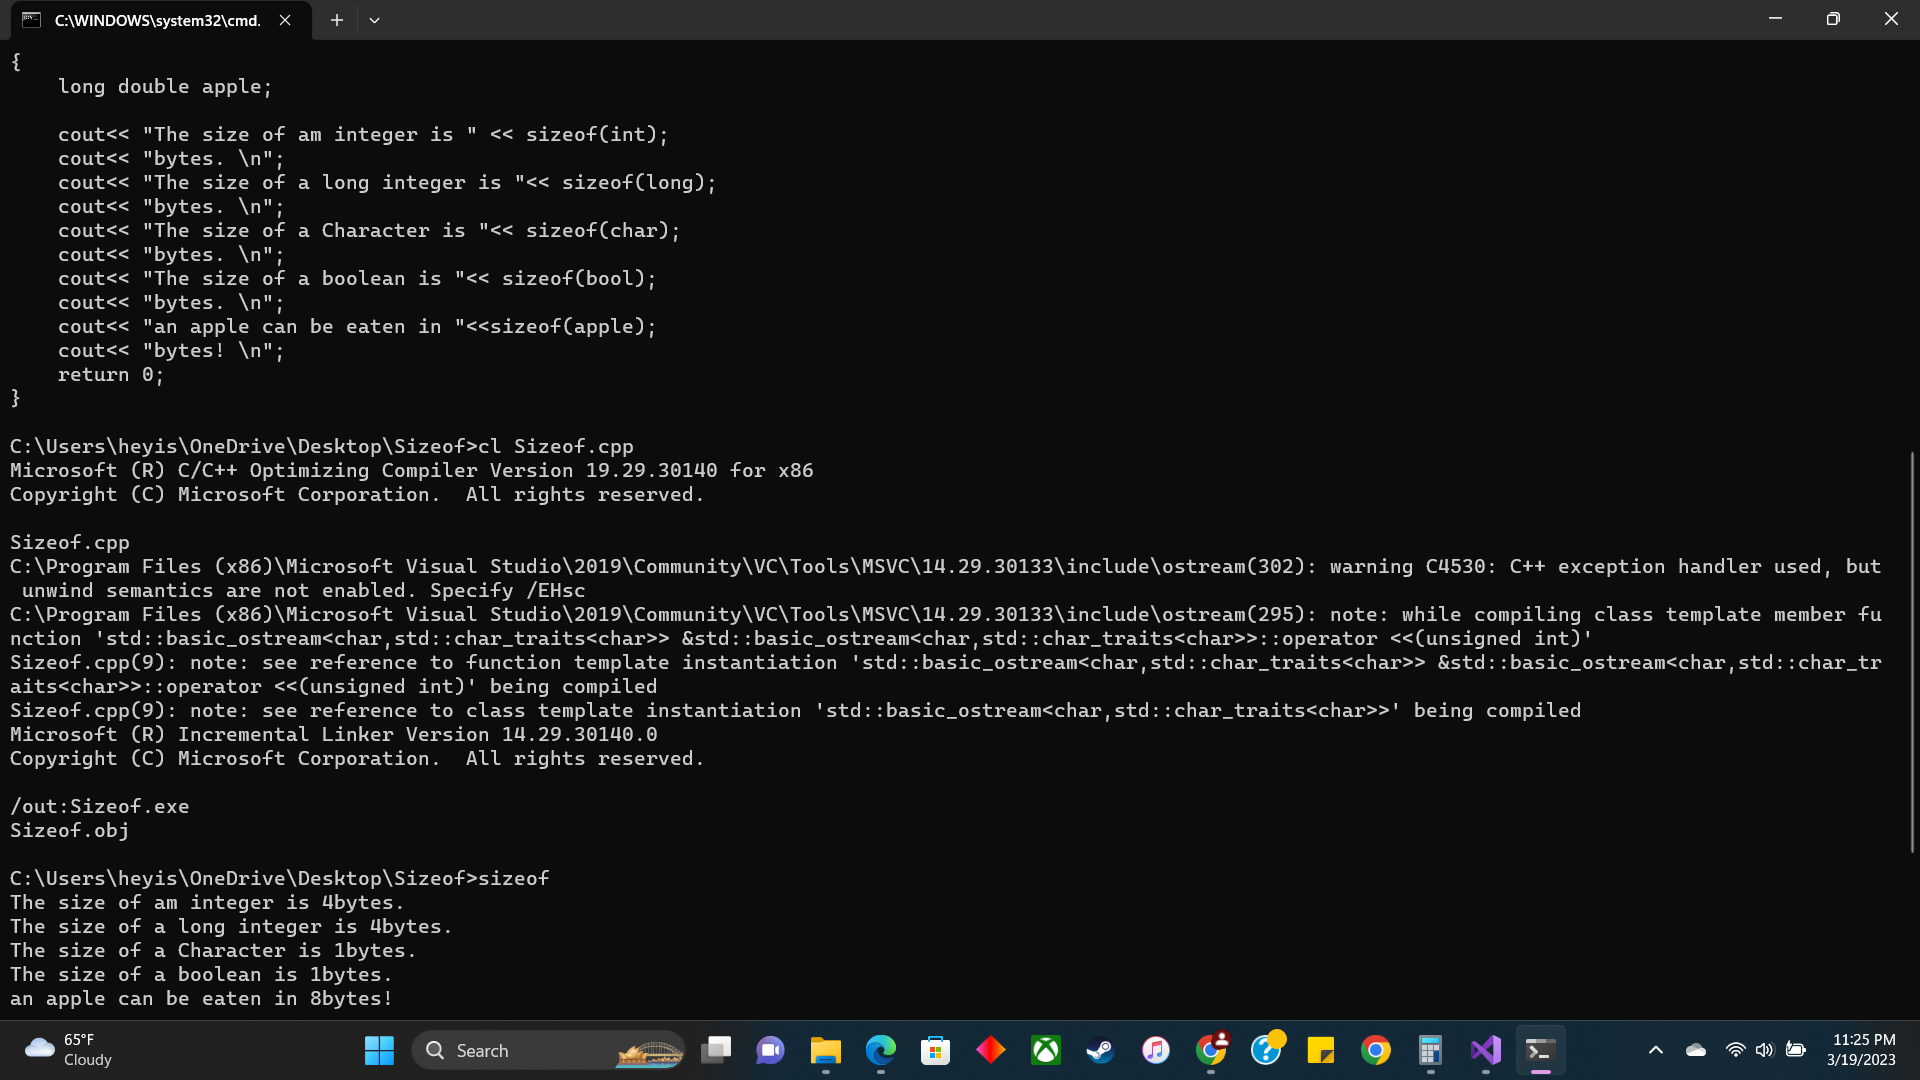 C:\WINDOWS\system32\cmd.
{
    long double apple;

    cout<< "The size of am integer is " << sizeof(int);
    cout<< "bytes. \n";
    cout<< "The size of a long integer is "<< sizeof(long);
    cout<< "bytes. \n";
    cout<< "The size of a Character is "<< sizeof(char);
    cout<< "bytes. \n";
    cout<< "The size of a boolean is "<< sizeof(bool);
    cout<< "bytes. \n";
    cout<< "an apple can be eaten in "<<sizeof(apple);
    cout<< "bytes! \n";
    return 0;
}

C:\Users\heyis\OneDrive\Desktop\Sizeof>cl Sizeof.cpp
Microsoft (R) C/C++ Optimizing Compiler Version 19.29.30140 for x86
Copyright (C) Microsoft Corporation.  All rights reserved.

Sizeof.cpp
C:\Program Files (x86)\Microsoft Visual Studio\2019\Community\VC\Tools\MSVC\14.29.30133\include\ostream(302): warning C4530: C++ exception handler used, but
 unwind semantics are not enabled. Specify /EHsc
C:\Program Files (x86)\Microsoft Visual Studio\2019\Community\VC\Tools\MSVC\14.29.30133\include\ostream(295): note: while compiling class template member fu
nction 'std::basic_ostream<char,std::char_traits<char>> &std::basic_ostream<char,std::char_traits<char>>::operator <<(unsigned int)'
Sizeof.cpp(9): note: see reference to function template instantiation 'std::basic_ostream<char,std::char_traits<char>> &std::basic_ostream<char,std::char_tr
aits<char>>::operator <<(unsigned int)' being compiled
Sizeof.cpp(9): note: see reference to class template instantiation 'std::basic_ostream<char,std::char_traits<char>>' being compiled
Microsoft (R) Incremental Linker Version 14.29.30140.0
Copyright (C) Microsoft Corporation.  All rights reserved.

/out:Sizeof.exe
Sizeof.obj

C:\Users\heyis\OneDrive\Desktop\Sizeof>sizeof
The size of am integer is 4bytes.
The size of a long integer is 4bytes.
The size of a Character is 1bytes.
The size of a boolean is 1bytes.
an apple can be eaten in 8bytes!
65°F
Cloudy
Search
11:25 PM
3/19/2023